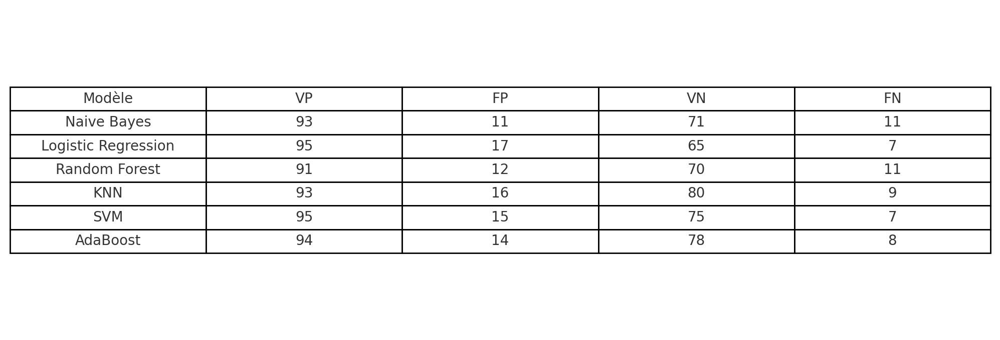 Modèle VP FP VN FN
Naive Bayes 93 11 71 11
Logistic Regression 95 17 65 7
Random Forest 91 12 70 11
KNN 93 16 80 9
SVM 95 15 75 7
AdaBoost 94 14 78 8